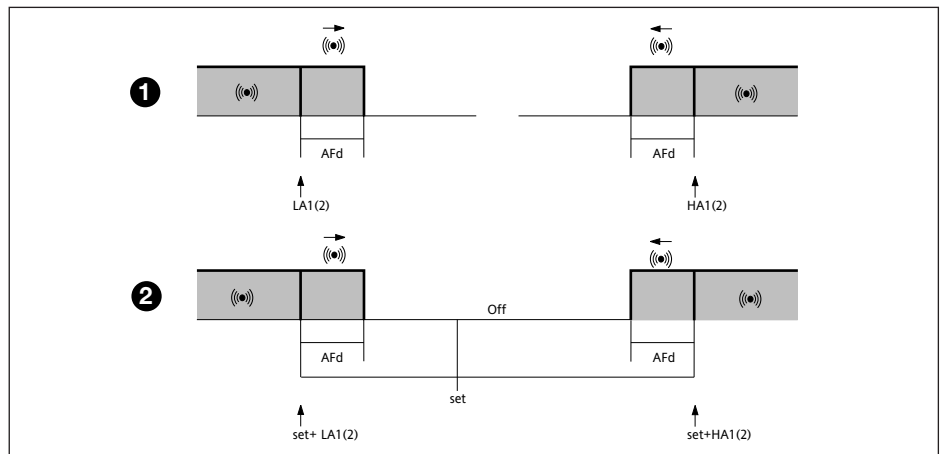 1
AFd AFd
LA1(2) HA1(2)
2
Off
AFd AFd
set
set+ LA1(2) set+HA1(2)